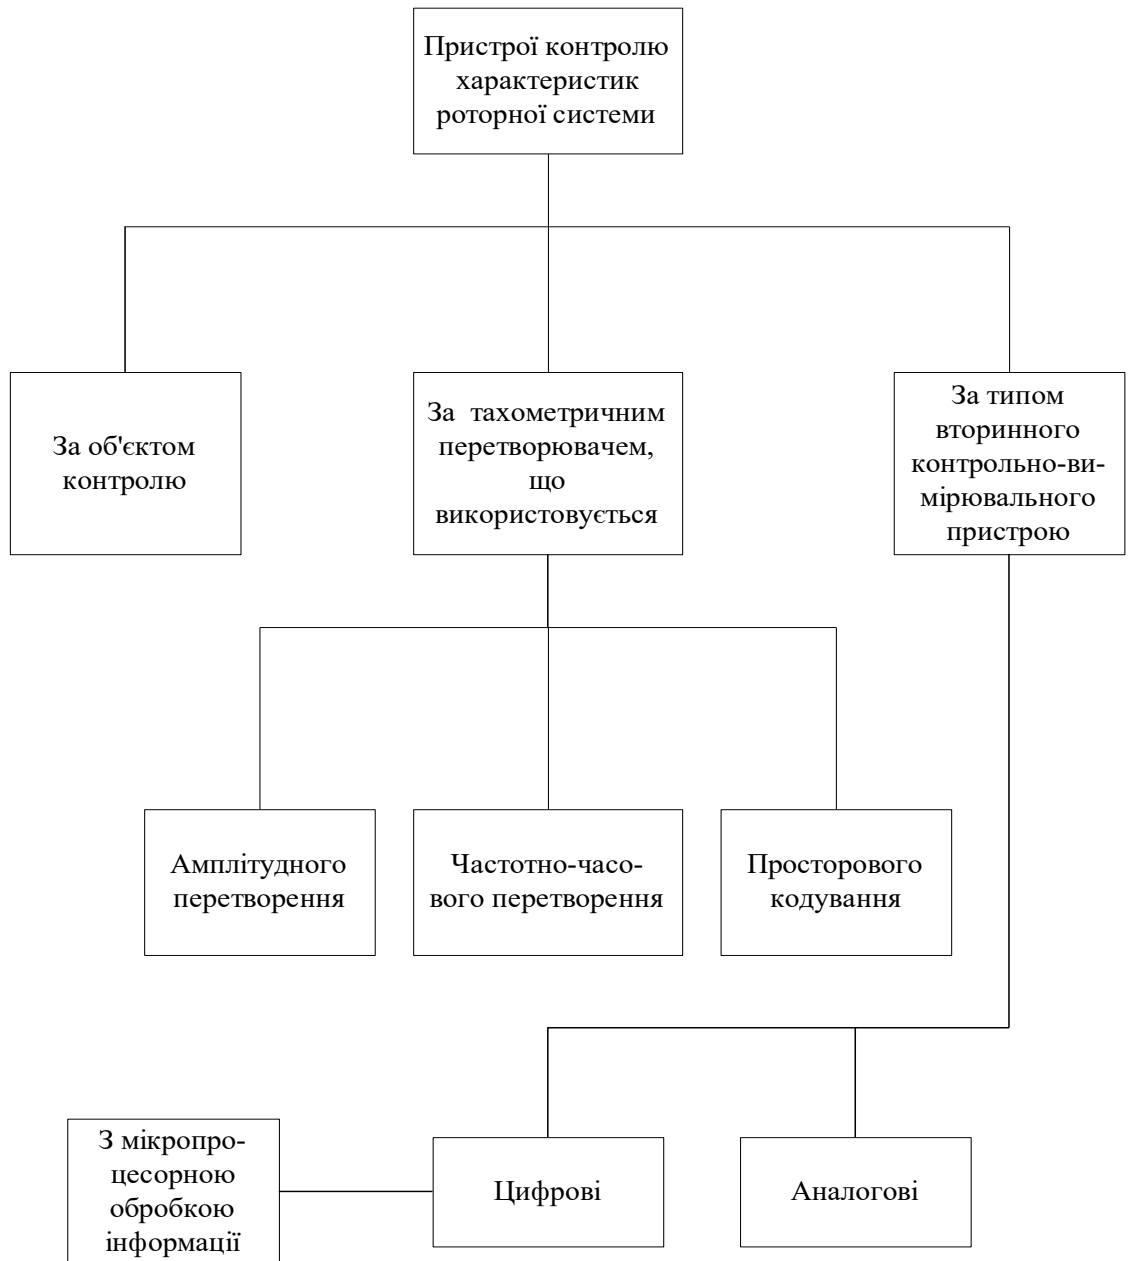 Пристрої контролю
характеристик
роторної системи
За об'єктом
контролю
За тахометричним
перетворювачем,
що
використовується
За типом
вторинного
контрольно-ви-
мірювального
пристрою
Амплітудного
перетворення
Частотно-часо-
вого перетворення
Просторового
кодування
З мікропро-
цесорною
обробкою
інформації
Цифрові
Аналогові